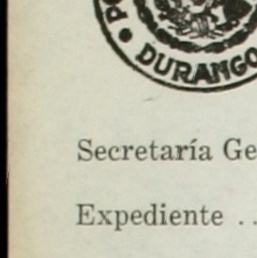 DURANGO
Secretaría Ge
Expediente ..